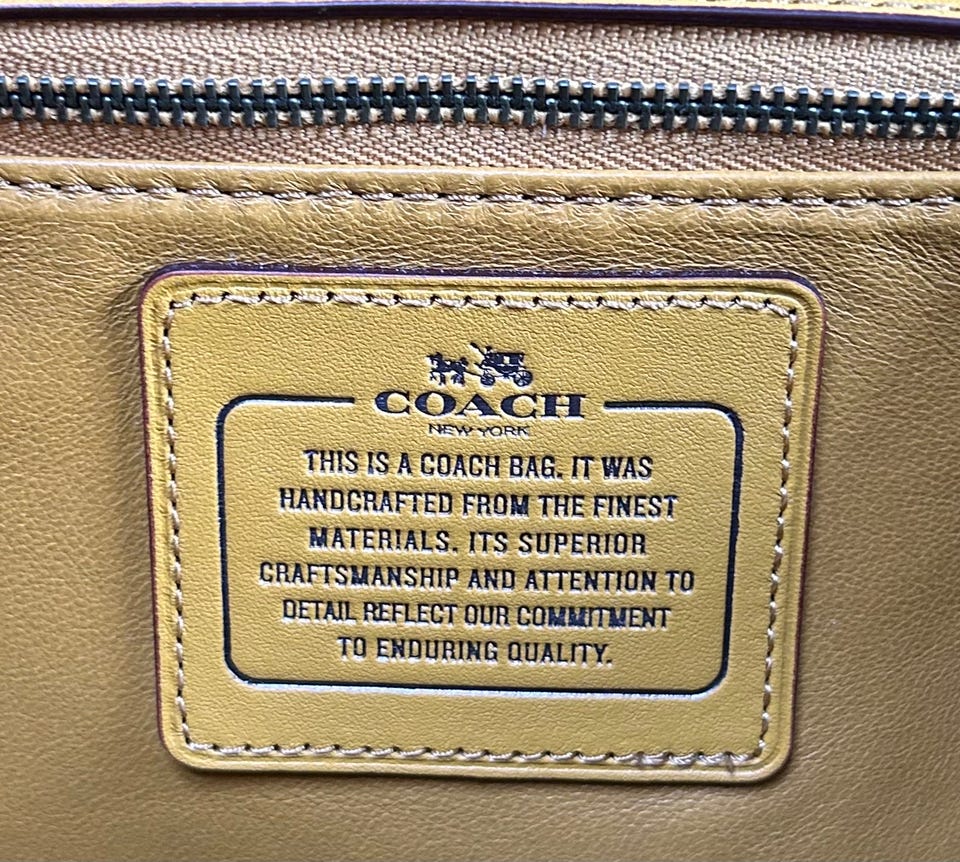 COACH
NEW YORK
THIS IS A COACH BAG. IT WAS
HANDCRAFTED FROM THE FINEST
MATERIALS. ITS SUPERIOR
CRAFTSMANSHIP AND ATTENTION TO
DETAIL REFLECT OUR COMMITMENT
TO ENDURING QUALITY.